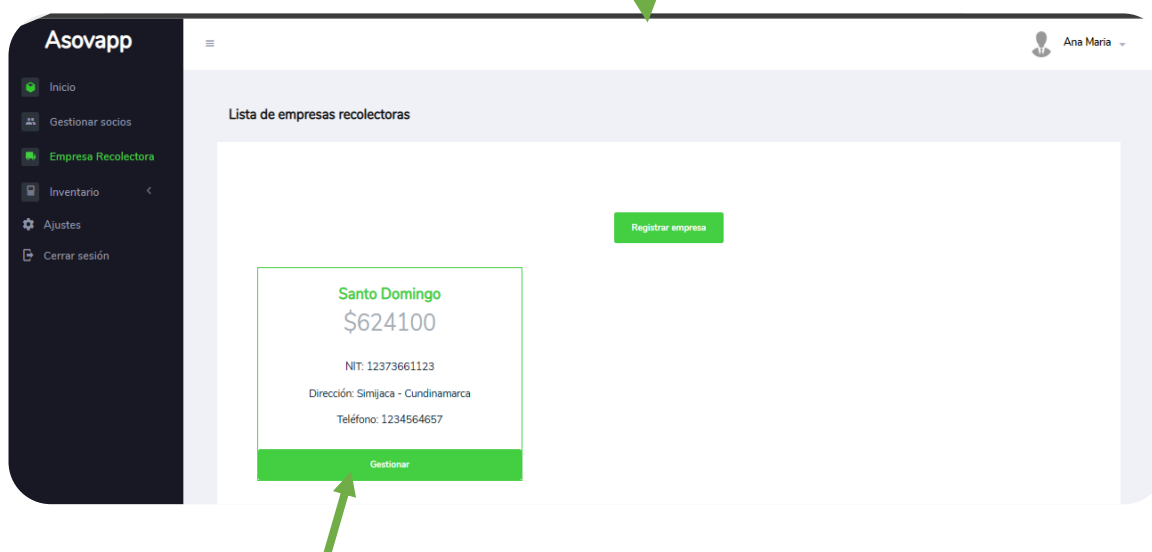 Asovapp
Ana Maria
Inicio
Gestionar socios
Empresa Recolectora
Inventario
Ajustes
Cerrar sesión
Lista de empresas recolectoras
Registrar empresa
Santo Domingo
$624100
NIT: 12373661123
Dirección: Simijaca - Cundinamarca
Teléfono: 1234564657
Gestionar